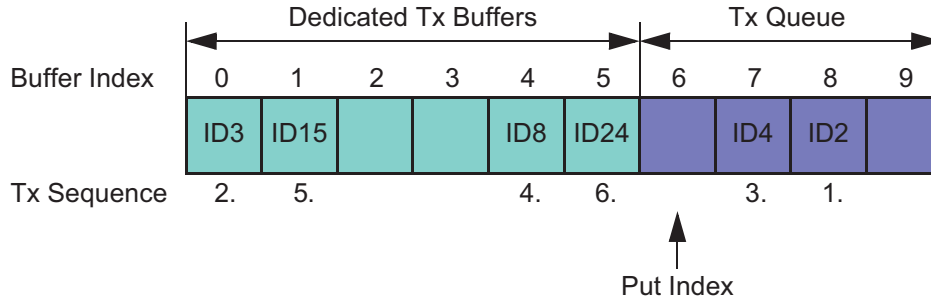 Dedicated Tx Buffers Tx Queue
Buffer Index 0 1 2 3 4 5 6 7 8 9
ID3 ID15 ID8 ID24 ID4 ID2
Tx Sequence 2. 5. 4. 6. 3. 1.
Put Index